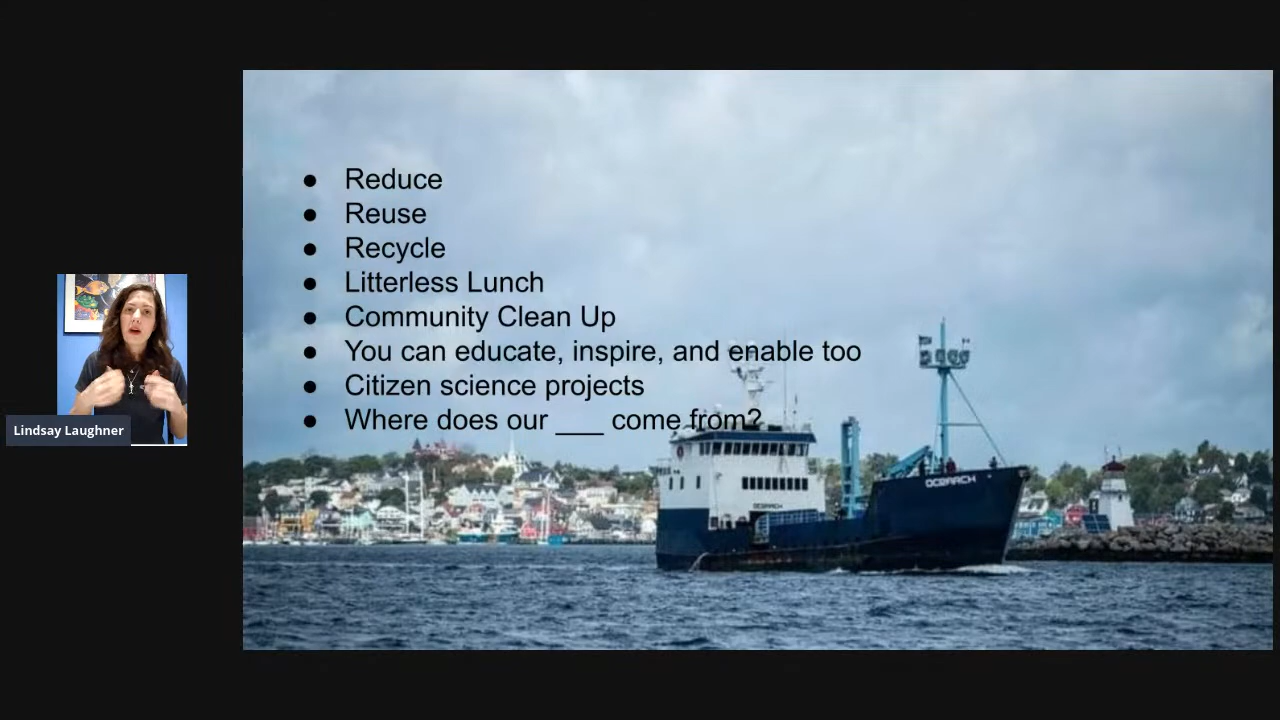 ● Reduce
● Reuse
● Recycle
● Litterless Lunch
● Community Clean Up
● You can educate, inspire, and enable too
● Citizen science projects
● Where does our ___ come from?
OCEARCH
OCEARCH
Lindsay Laughner